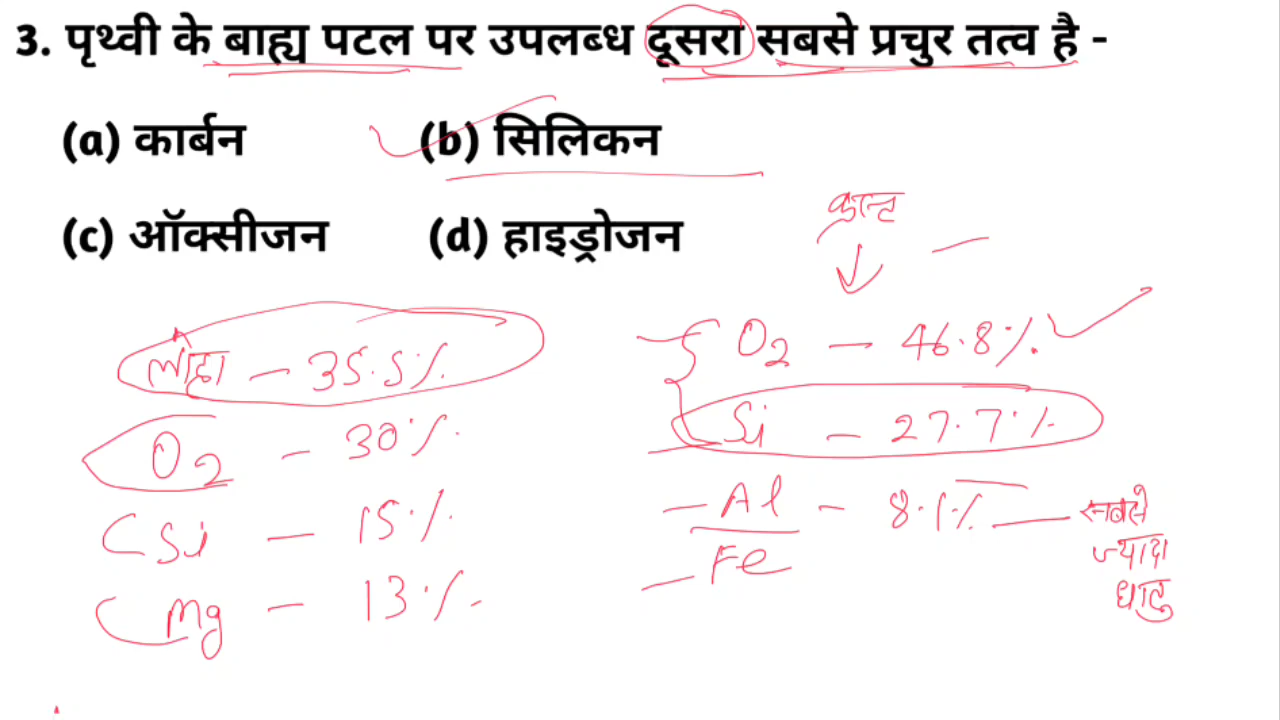 3. पृथ्वी के बाह्य पटल पर उपलब्ध दूसरा सबसे प्रचुर तत्व है -
(a) कार्बन (b) सिलिकन
(c) ऑक्सीजन (d) हाइड्रोजन
लोहा - 35.5%
O2 - 30%.
Si - 15%.
Mg - 13%.
O2 - 46.8%.
Si - 27.7%.
Al - 8.1% - सबसे
ज्यादा
धातु
Fe